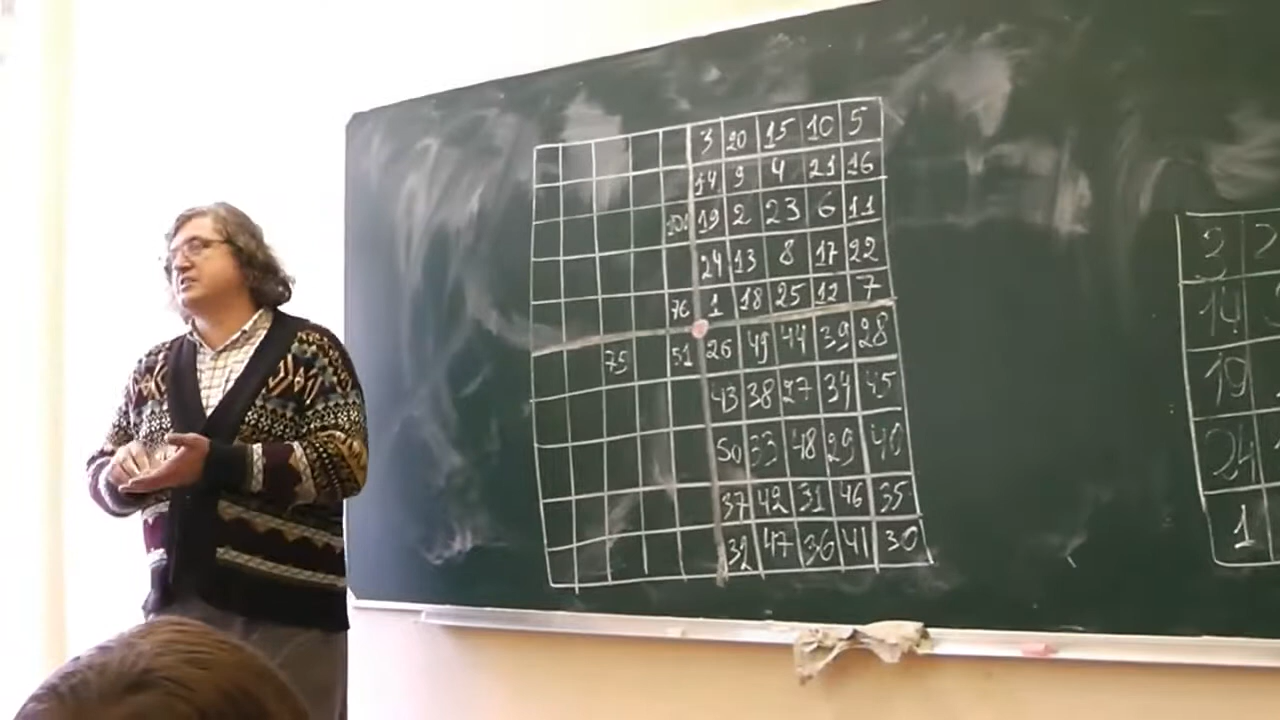 3 20 15 10 5
14 9 4 21 16
100 19 2 23 6 11
24 13 8 17 22
76 1 18 25 12 7
75 51 26 49 44 39 28
43 38 27 34 45
50 33 48 29 40
37 42 31 46 35
32 47 36 41 30
3
14
19
24
1